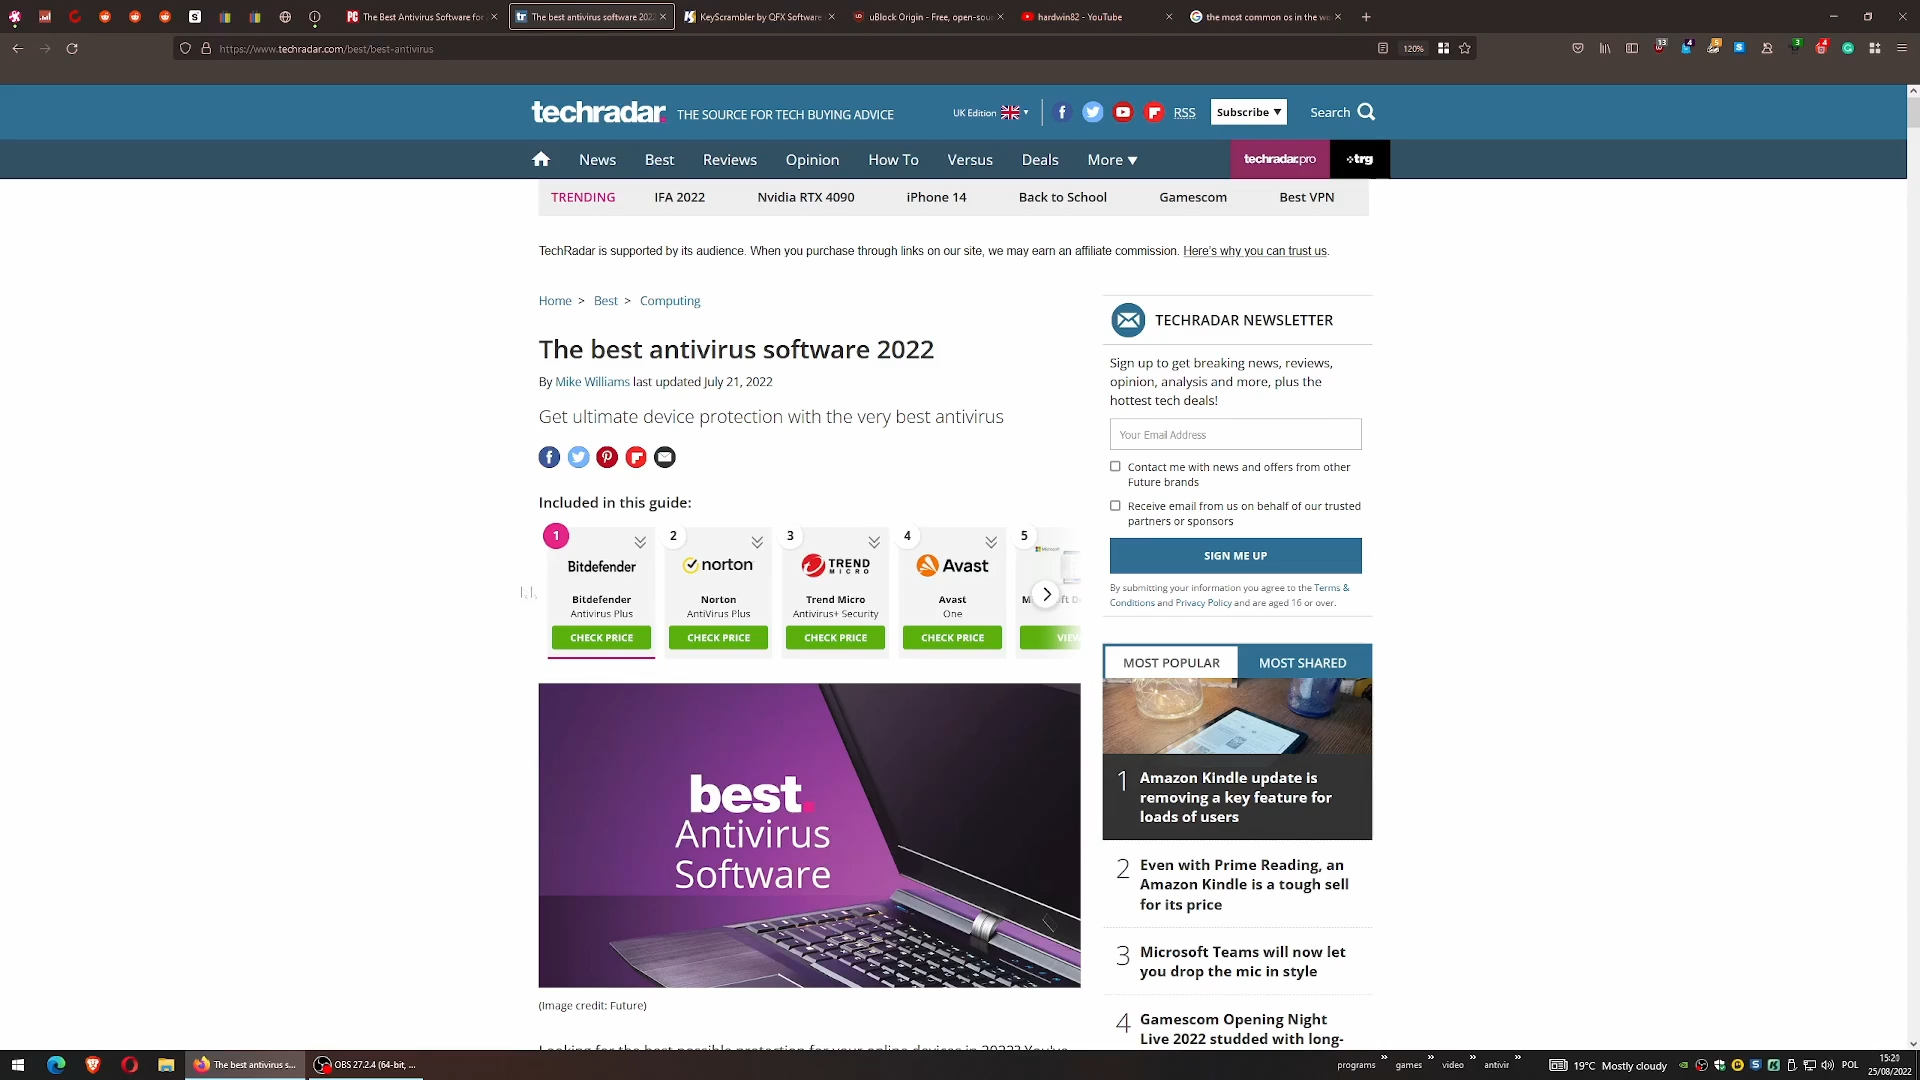 The Best Antivirus Software for
The best antivirus software 2022
KeyScrambler by QFX Software
uBlock Origin - Free, open-sou
hardwin82 - YouTube
the most common os in the wo
https://www.techradar.com/best/best-antivirus
120%
techradar. THE SOURCE FOR TECH BUYING ADVICE
UK Edition
RSS
Subscribe ▼
Search
News Best Reviews Opinion How To Versus Deals More ▼
techradar.pro
trg
TRENDING IFA 2022 Nvidia RTX 4090 iPhone 14 Back to School Gamescom Best VPN
TechRadar is supported by its audience. When you purchase through links on our site, we may earn an affiliate commission. Here's why you can trust us.
Home > Best > Computing
The best antivirus software 2022
By Mike Williams last updated July 21, 2022
Get ultimate device protection with the very best antivirus
Included in this guide:
1
Bitdefender
Bitdefender
Antivirus Plus
CHECK PRICE
2
norton
Norton
AntiVirus Plus
CHECK PRICE
3
TREND MICRO
Trend Micro
Antivirus+ Security
CHECK PRICE
4
Avast
Avast
One
CHECK PRICE
5
Microsoft
VIEW
best.
Antivirus
Software
(Image credit: Future)
TECHRADAR NEWSLETTER
Sign up to get breaking news, reviews,
opinion, analysis and more, plus the
hottest tech deals!
Your Email Address
Contact me with news and offers from other
Future brands
Receive email from us on behalf of our trusted
partners or sponsors
SIGN ME UP
By submitting your information you agree to the Terms &
Conditions and Privacy Policy and are aged 16 or over.
MOST POPULAR MOST SHARED
1 Amazon Kindle update is
removing a key feature for
loads of users
2 Even with Prime Reading, an
Amazon Kindle is a tough sell
for its price
3 Microsoft Teams will now let
you drop the mic in style
4 Gamescom Opening Night
Live 2022 studded with long-
The best antivirus s...
OBS 27.2.4 (64-bit, ...
programs
games
video
antivir
19°C Mostly cloudy
POL
15:20
25/08/2022